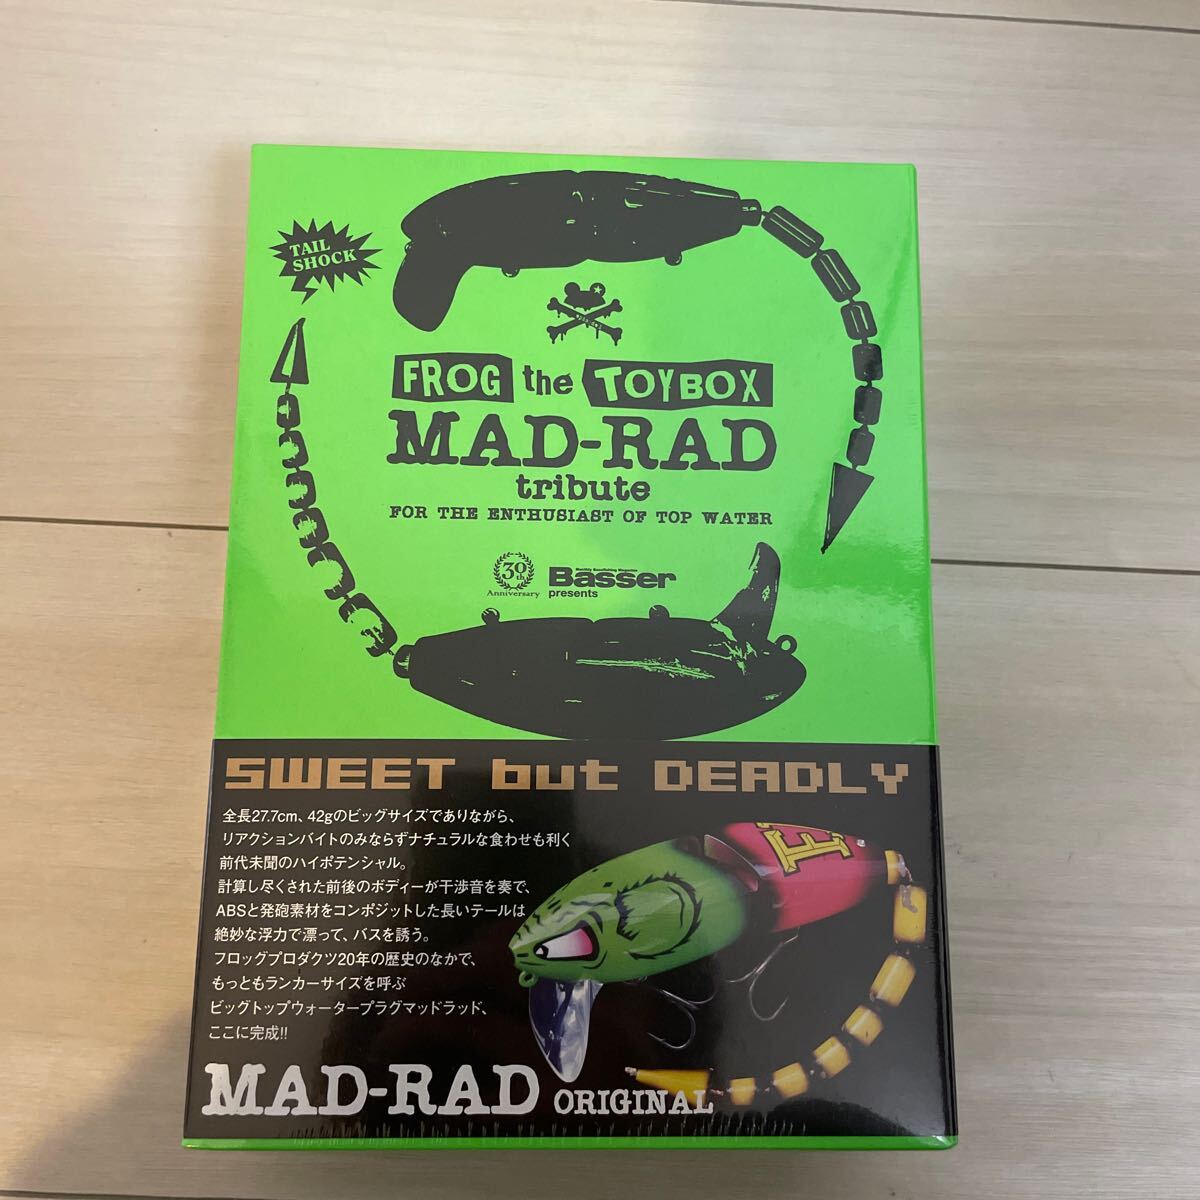 TAIL
SHOCK
FROG the TOYBOX
MAD-RAD
tribute
FOR THE ENTHUSIAST OF TOP WATER
30th
Anniversary
Monthly Bassfishing Magazine
Basser
presents
SWEET but DEADLY
全長27.7cm、42gのビッグサイズでありながら、
リアクションバイトのみならずナチュラルな食わせも利く
前代未聞のハイポテンシャル。
計算し尽くされた前後のボディーが干渉音を奏で、
ABSと発砲素材をコンポジットした長いテールは
絶妙な浮力で漂って、バスを誘う。
フロッグプロダクツ20年の歴史のなかで、
もっともランカーサイズを呼ぶ
ビッグトップウォータープラグマッドラッド、
ここに完成!!
MAD-RAD ORIGINAL